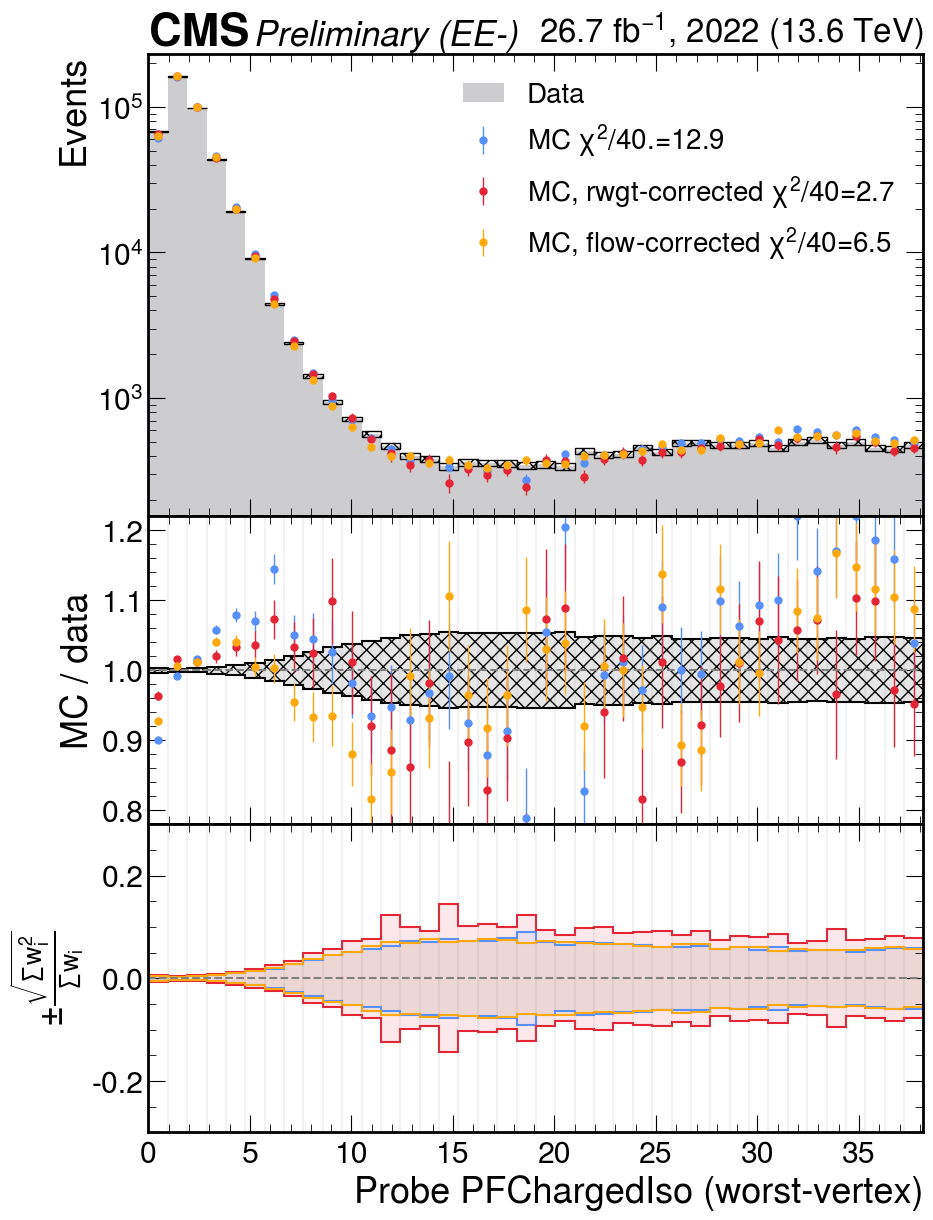 CMS Preliminary (EE-) 26.7 fb⁻¹, 2022 (13.6 TeV)
Events
10⁵
10⁴
10³
Data
MC χ²/40.=12.9
MC, rwgt-corrected χ²/40=2.7
MC, flow-corrected χ²/40=6.5
MC / data
1.2
1.1
1.0
0.9
0.8
± √Σwᵢ² / Σwᵢ
0.2
0.0
-0.2
0 5 10 15 20 25 30 35
Probe PFChargedIso (worst-vertex)